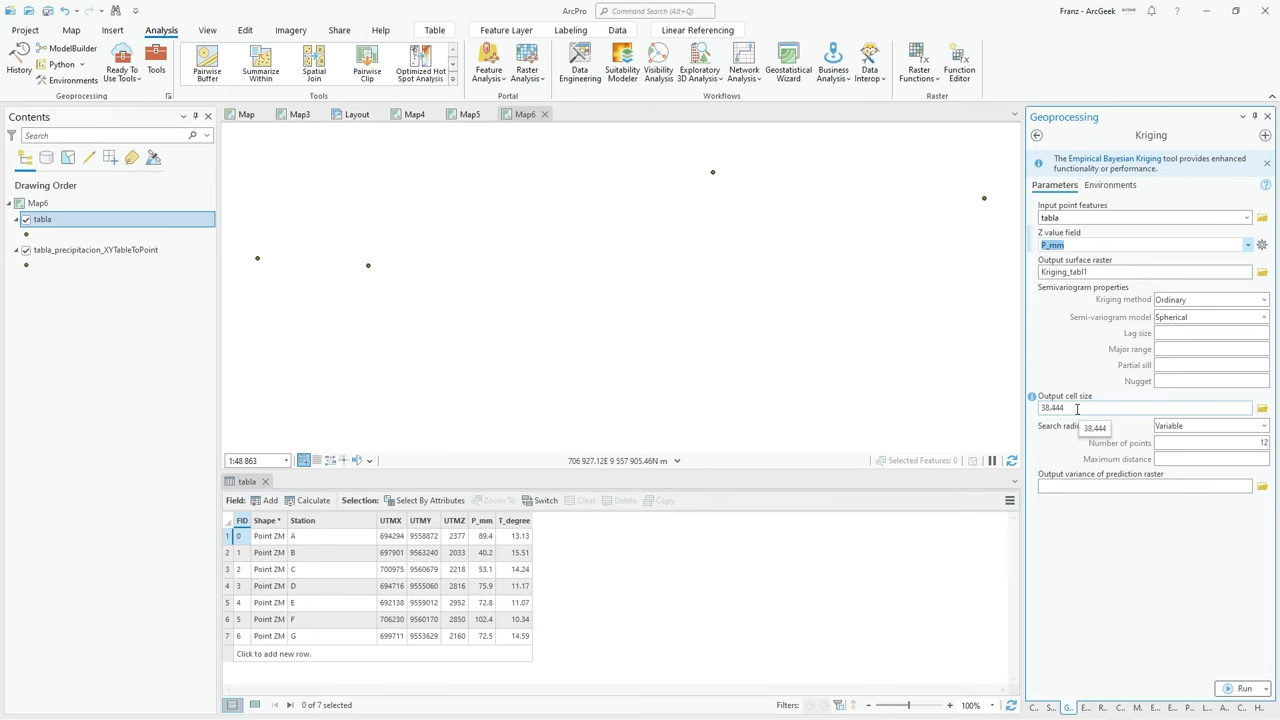 ArcPro
Command Search (Alt+Q)
Franz - ArcGeek
Project Map Insert Analysis View Edit Imagery Share Help Table Feature Layer Labeling Data Linear Referencing
History
ModelBuilder
Python
Environments
Ready To Use Tools
Tools
Geoprocessing
Pairwise Buffer
Summarize Within
Spatial Join
Pairwise Clip
Optimized Hot Spot Analysis
Tools
Feature Analysis
Raster Analysis
Portal
Data Engineering
Suitability Modeler
Visibility Analysis
Exploratory 3D Analysis
Network Analysis
Geostatistical Wizard
Business Analysis
Data Interop
Workflows
Raster Functions
Function Editor
Raster
Contents
Search
Drawing Order
Map6
tabla
tabla_precipitacion_XYTableToPoint
Map Map3 Layout Map4 Map5 Map6
1:48 863
706 927.12E 9 557 905.46N m
Selected Features: 0
tabla
Field: Add Calculate Selection: Select By Attributes Zoom To Switch Clear Delete Copy
FID Shape * Station UTMX UTMY UTMZ P_mm T_degree
1 0 Point ZM A 694294 9558872 2377 89.4 13.13
2 1 Point ZM B 697901 9563240 2033 40.2 15.51
3 2 Point ZM C 700975 9560679 2218 53.1 14.24
4 3 Point ZM D 694716 9555060 2816 75.9 11.17
5 4 Point ZM E 692138 9559012 2952 72.8 11.07
6 5 Point ZM F 706230 9560170 2850 102.4 10.34
7 6 Point ZM G 699711 9553629 2160 72.5 14.59
Click to add new row.
0 of 7 selected
Filters:
100%
Geoprocessing
Kriging
The Empirical Bayesian Kriging tool provides enhanced
functionality or performance.
Parameters Environments
Input point features
tabla
Z value field
P_mm
Output surface raster
Kriging_tabl1
Semivariogram properties
Kriging method Ordinary
Semi-variogram model Spherical
Lag size
Major range
Partial sill
Nugget
Output cell size
38.444
38.444
Search radi
Variable
Number of points 12
Maximum distance
Output variance of prediction raster
Run
C... S... G... E... R... C... M... E... E... P... L... A... C... H...